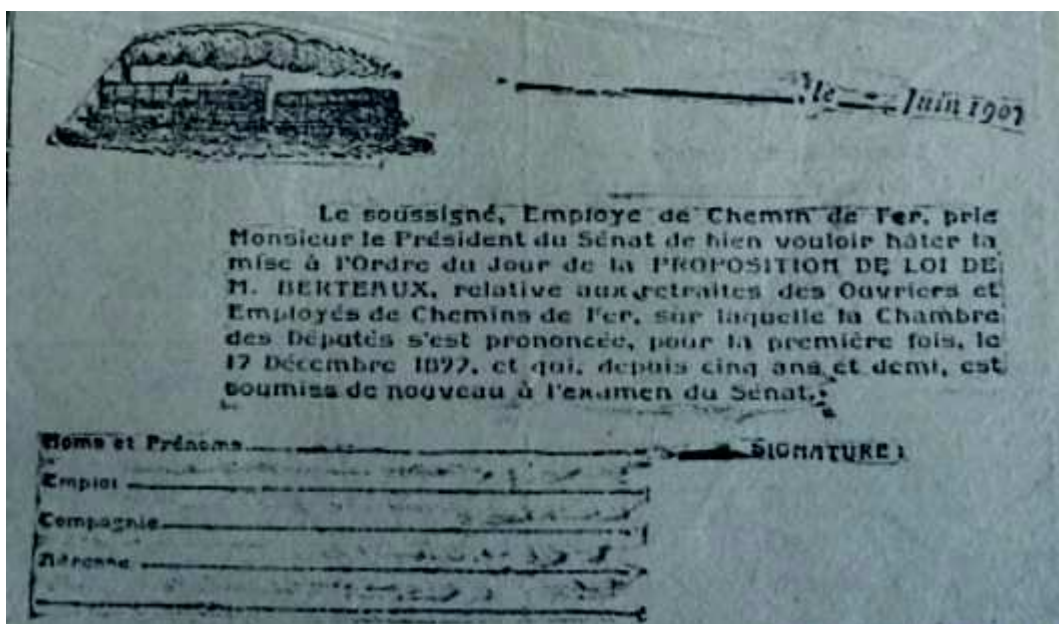 le Juin 1907
Le soussigné, Employé de Chemin de Fer, prie
Monsieur le Président du Sénat de bien vouloir hâter la
mise à l'Ordre du Jour de la PROPOSITION DE LOI DE
M. BERTEAUX, relative aux retraites des Ouvriers et
Employés de Chemins de Fer, sur laquelle la Chambre
des Députés s'est prononcée, pour la première fois, le
17 Décembre 1897, et qui, depuis cinq ans et demi, est
soumise de nouveau à l'examen du Sénat.
Noms et Prénoms
SIGNATURE :
Emploi
Compagnie
Adresse